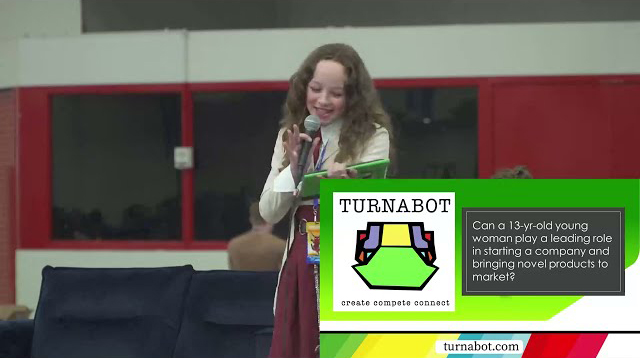 TURNABOT
create compete connect
Can a 13-yr-old young
woman play a leading role
in starting a company and
bringing novel products to
market?
turnabot.com